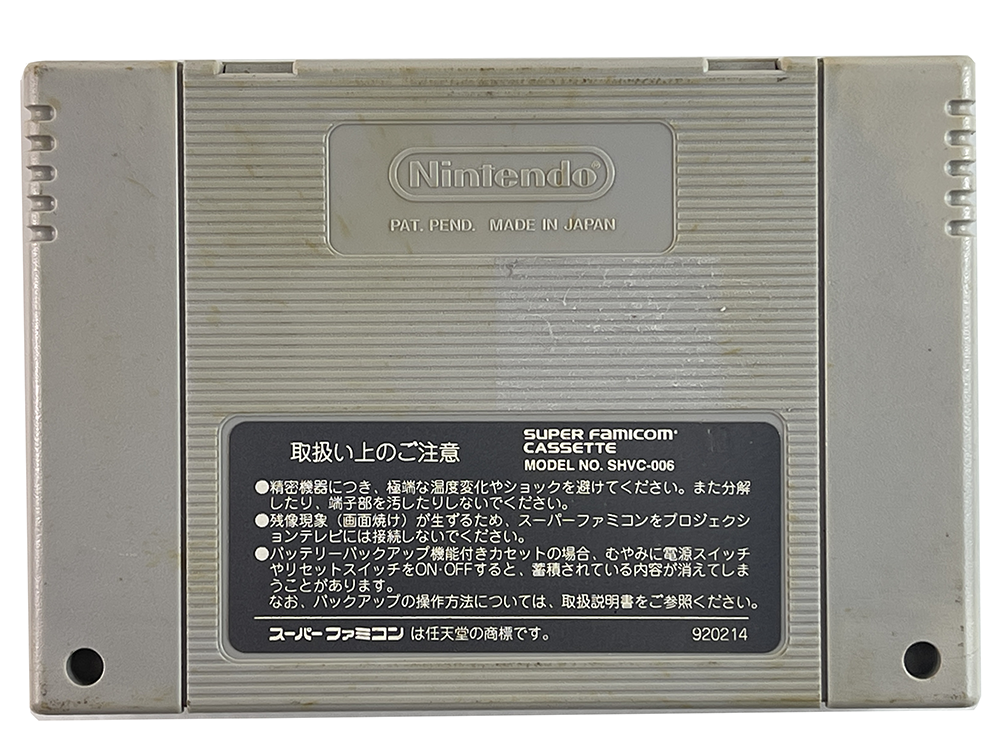 Nintendo®
PAT. PEND. MADE IN JAPAN
取扱い上のご注意
SUPER FAMICOM®
CASSETTE
MODEL NO. SHVC-006
●精密機器につき、極端な温度変化やショックを避けてください。また分解
したり、端子部を汚したりしないでください。
●残像現象（画面焼け）が生ずるため、スーパーファミコンをプロジェクシ
ョンテレビには接続しないでください。
●バッテリーバックアップ機能付きカセットの場合、むやみに電源スイッチ
やリセットスイッチをON·OFFすると、蓄積されている内容が消えてしま
うことがあります。
なお、バックアップの操作方法については、取扱説明書をご参照ください。
スーパーファミコン は任天堂の商標です。
920214